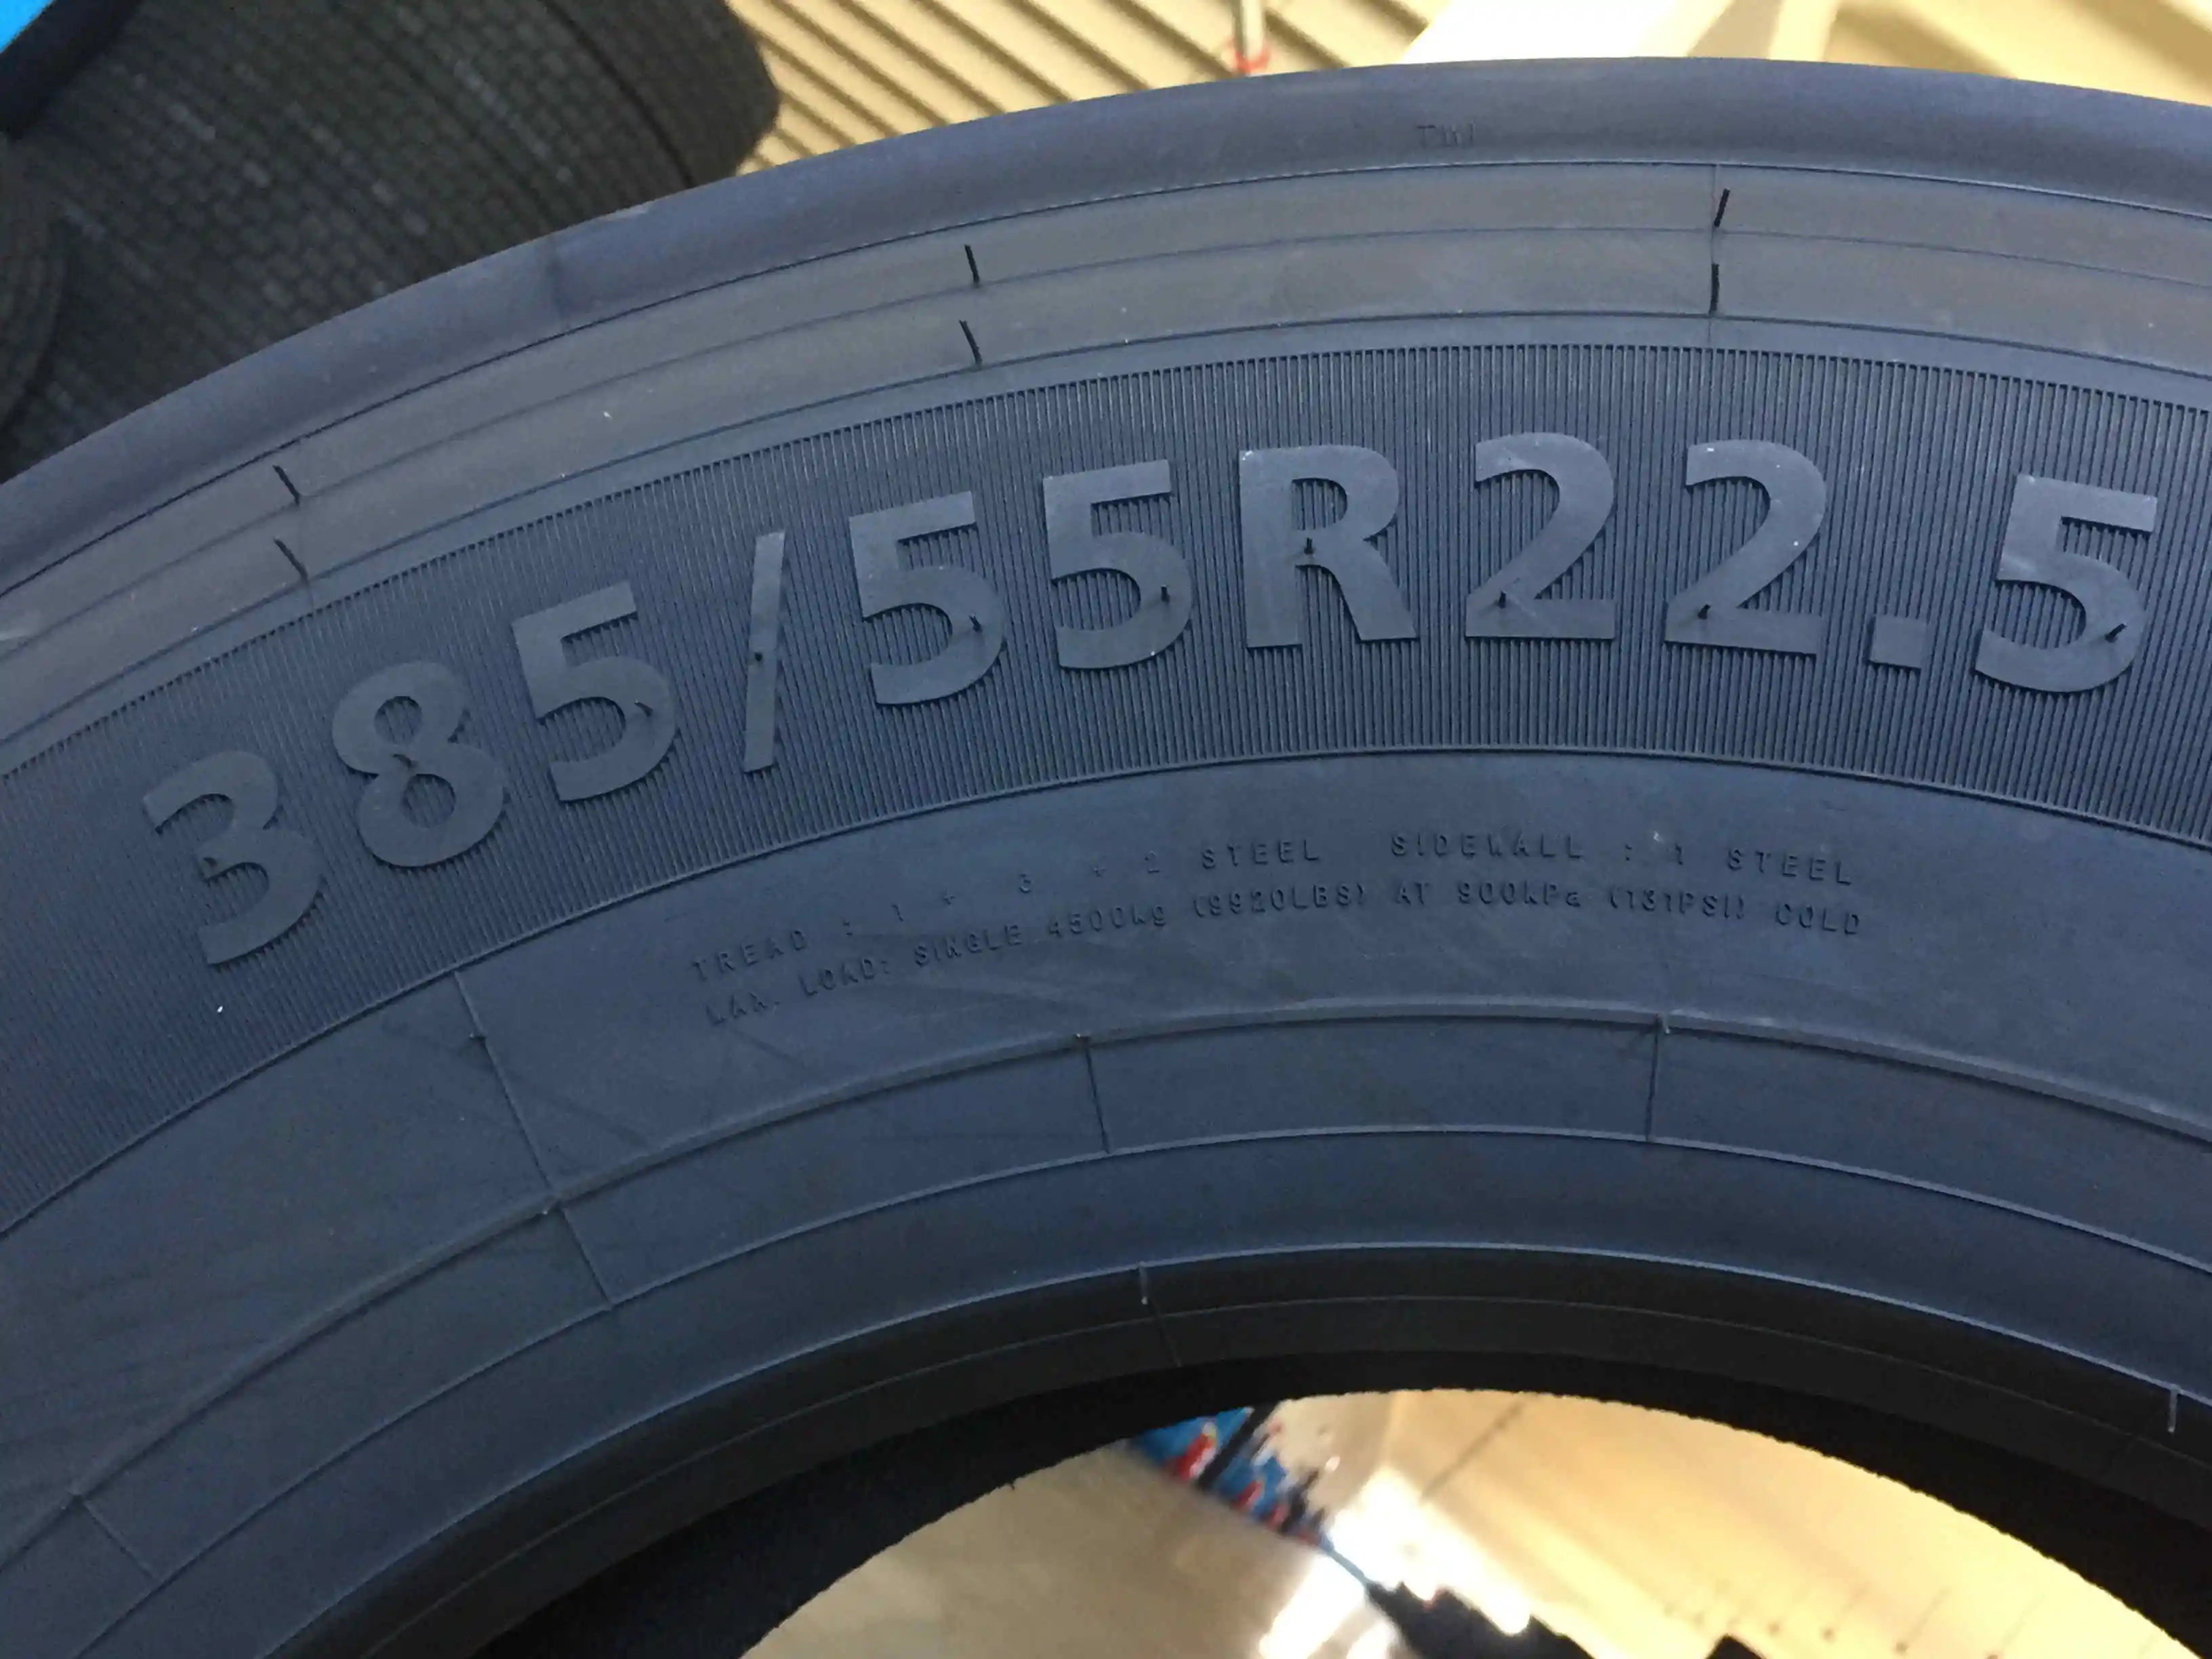 TWI
385/55R22.5
TREAD : 1 + 3 + 2 STEEL SIDEWALL : 1 STEEL
MAX. LOAD: SINGLE 4500kg (9920LBS) AT 900kPa (131PSI) COLD